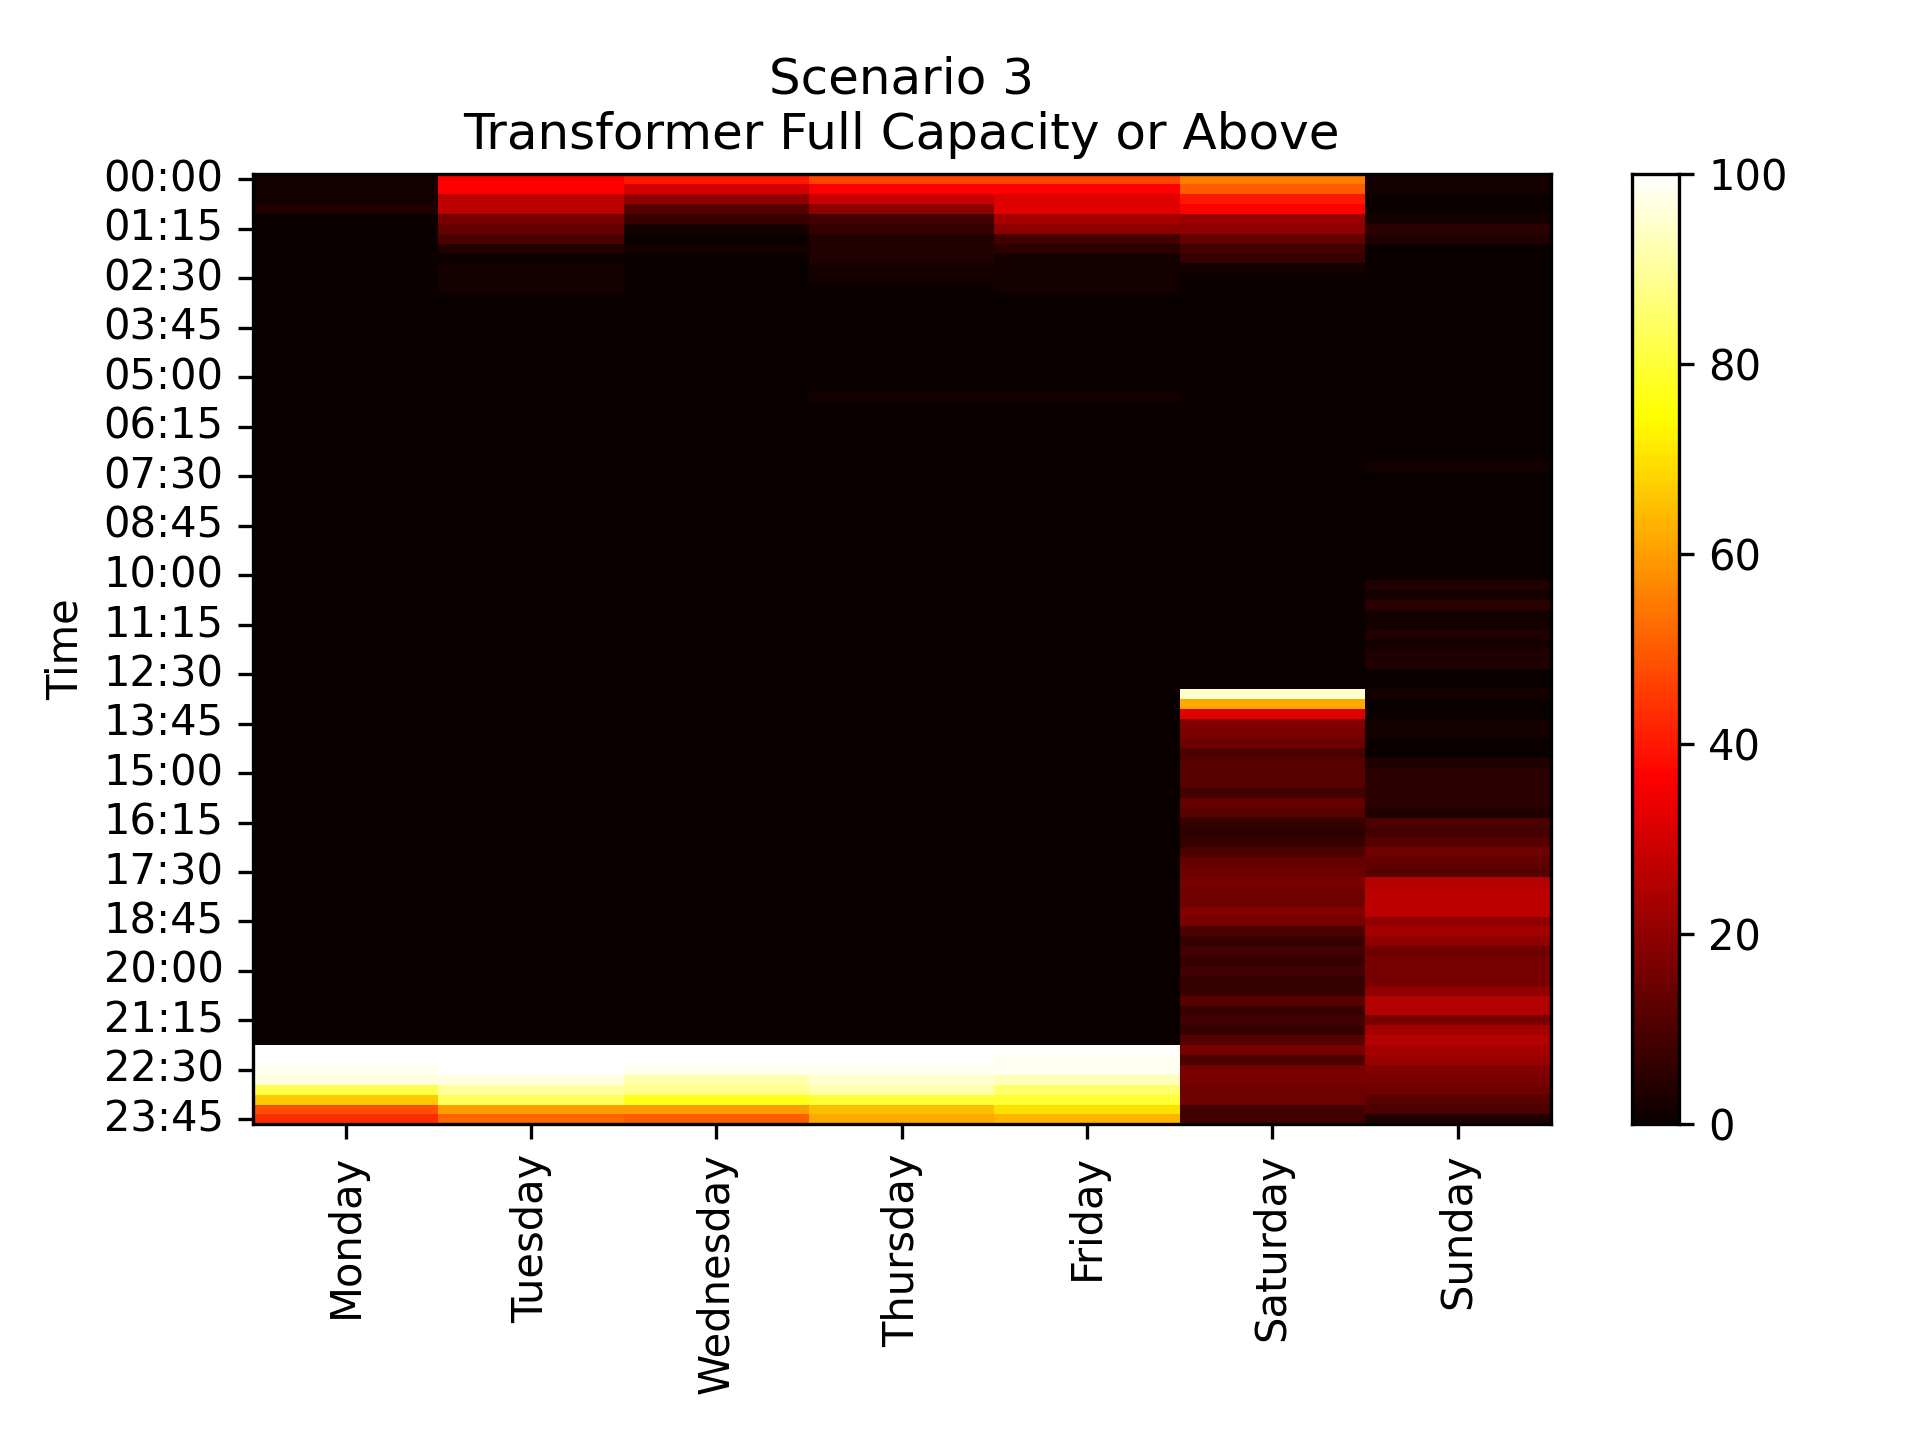 Scenario 3
Transformer Full Capacity or Above
Time
00:00
01:15
02:30
03:45
05:00
06:15
07:30
08:45
10:00
11:15
12:30
13:45
15:00
16:15
17:30
18:45
20:00
21:15
22:30
23:45
Monday
Tuesday
Wednesday
Thursday
Friday
Saturday
Sunday
100
80
60
40
20
0